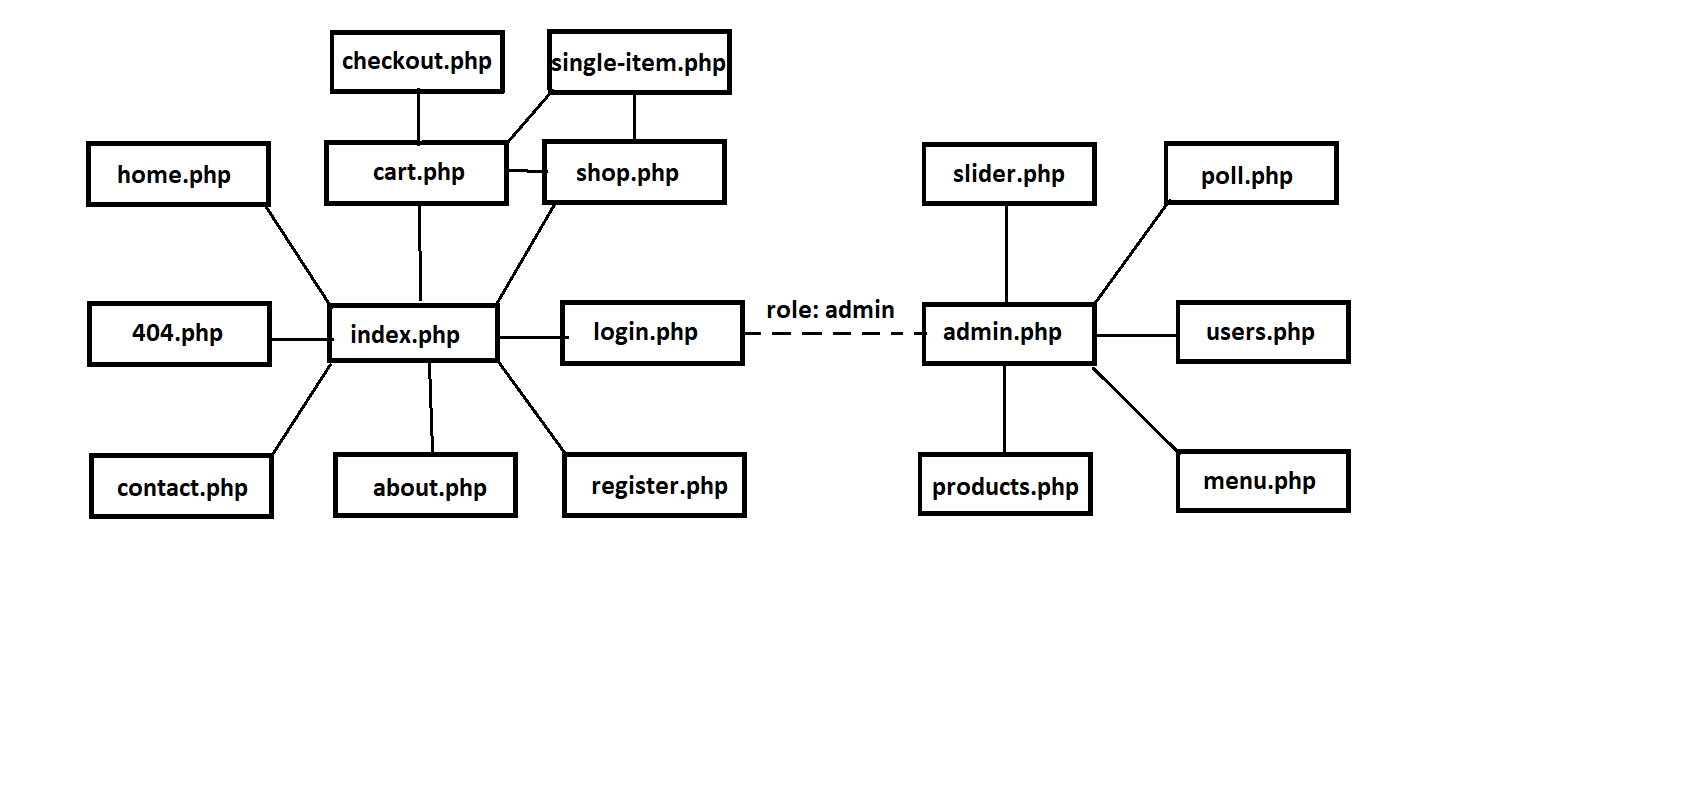 checkout.php
single-item.php
home.php
cart.php
shop.php
slider.php
poll.php
404.php
index.php
login.php
role: admin
admin.php
users.php
contact.php
about.php
register.php
products.php
menu.php